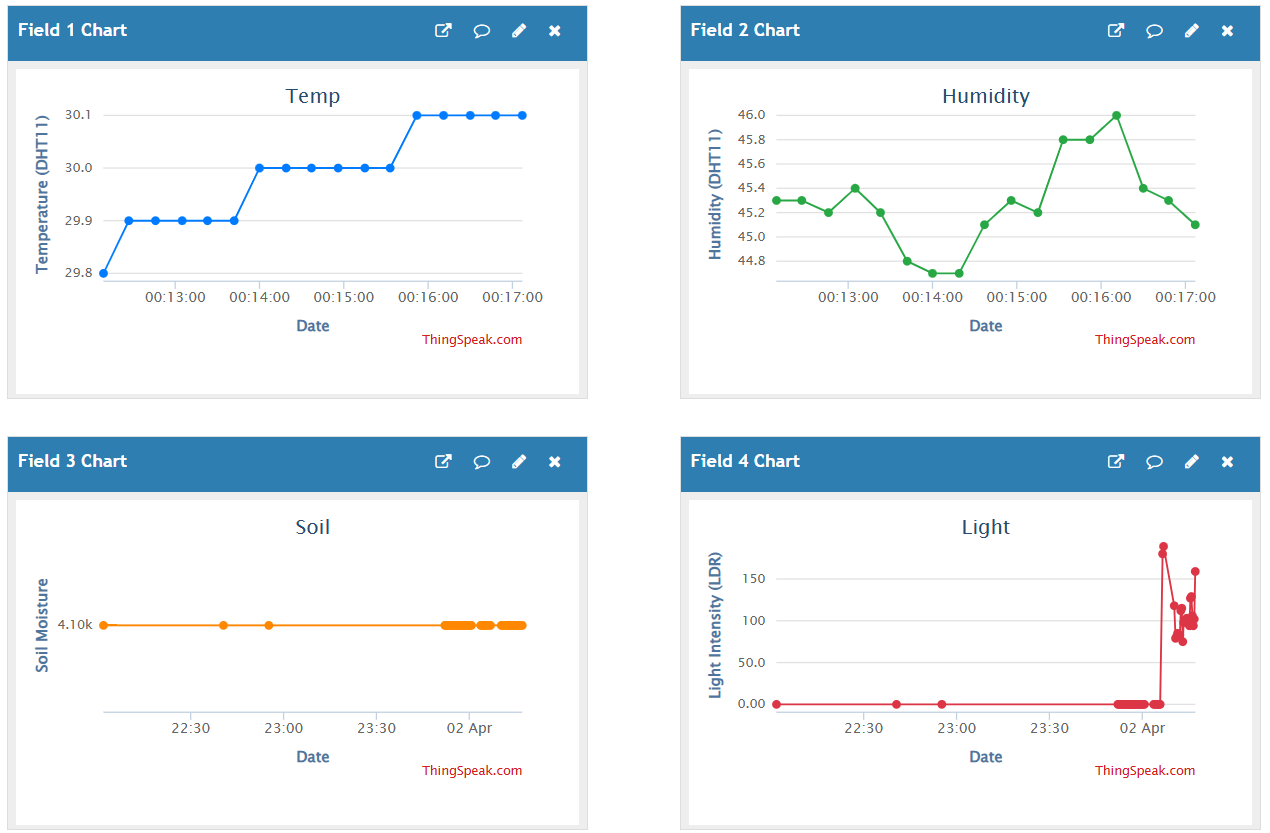 Field 1 Chart
Temp
Temperature (DHT11)
30.1
30.0
29.9
29.8
00:13:00 00:14:00 00:15:00 00:16:00 00:17:00
Date
ThingSpeak.com
Field 2 Chart
Humidity
Humidity (DHT11)
46.0
45.8
45.6
45.4
45.2
45.0
44.8
00:13:00 00:14:00 00:15:00 00:16:00 00:17:00
Date
ThingSpeak.com
Field 3 Chart
Soil
Soil Moisture
4.10k
22:30 23:00 23:30 02 Apr
Date
ThingSpeak.com
Field 4 Chart
Light
Light Intensity (LDR)
150
100
50.0
0.00
22:30 23:00 23:30 02 Apr
Date
ThingSpeak.com